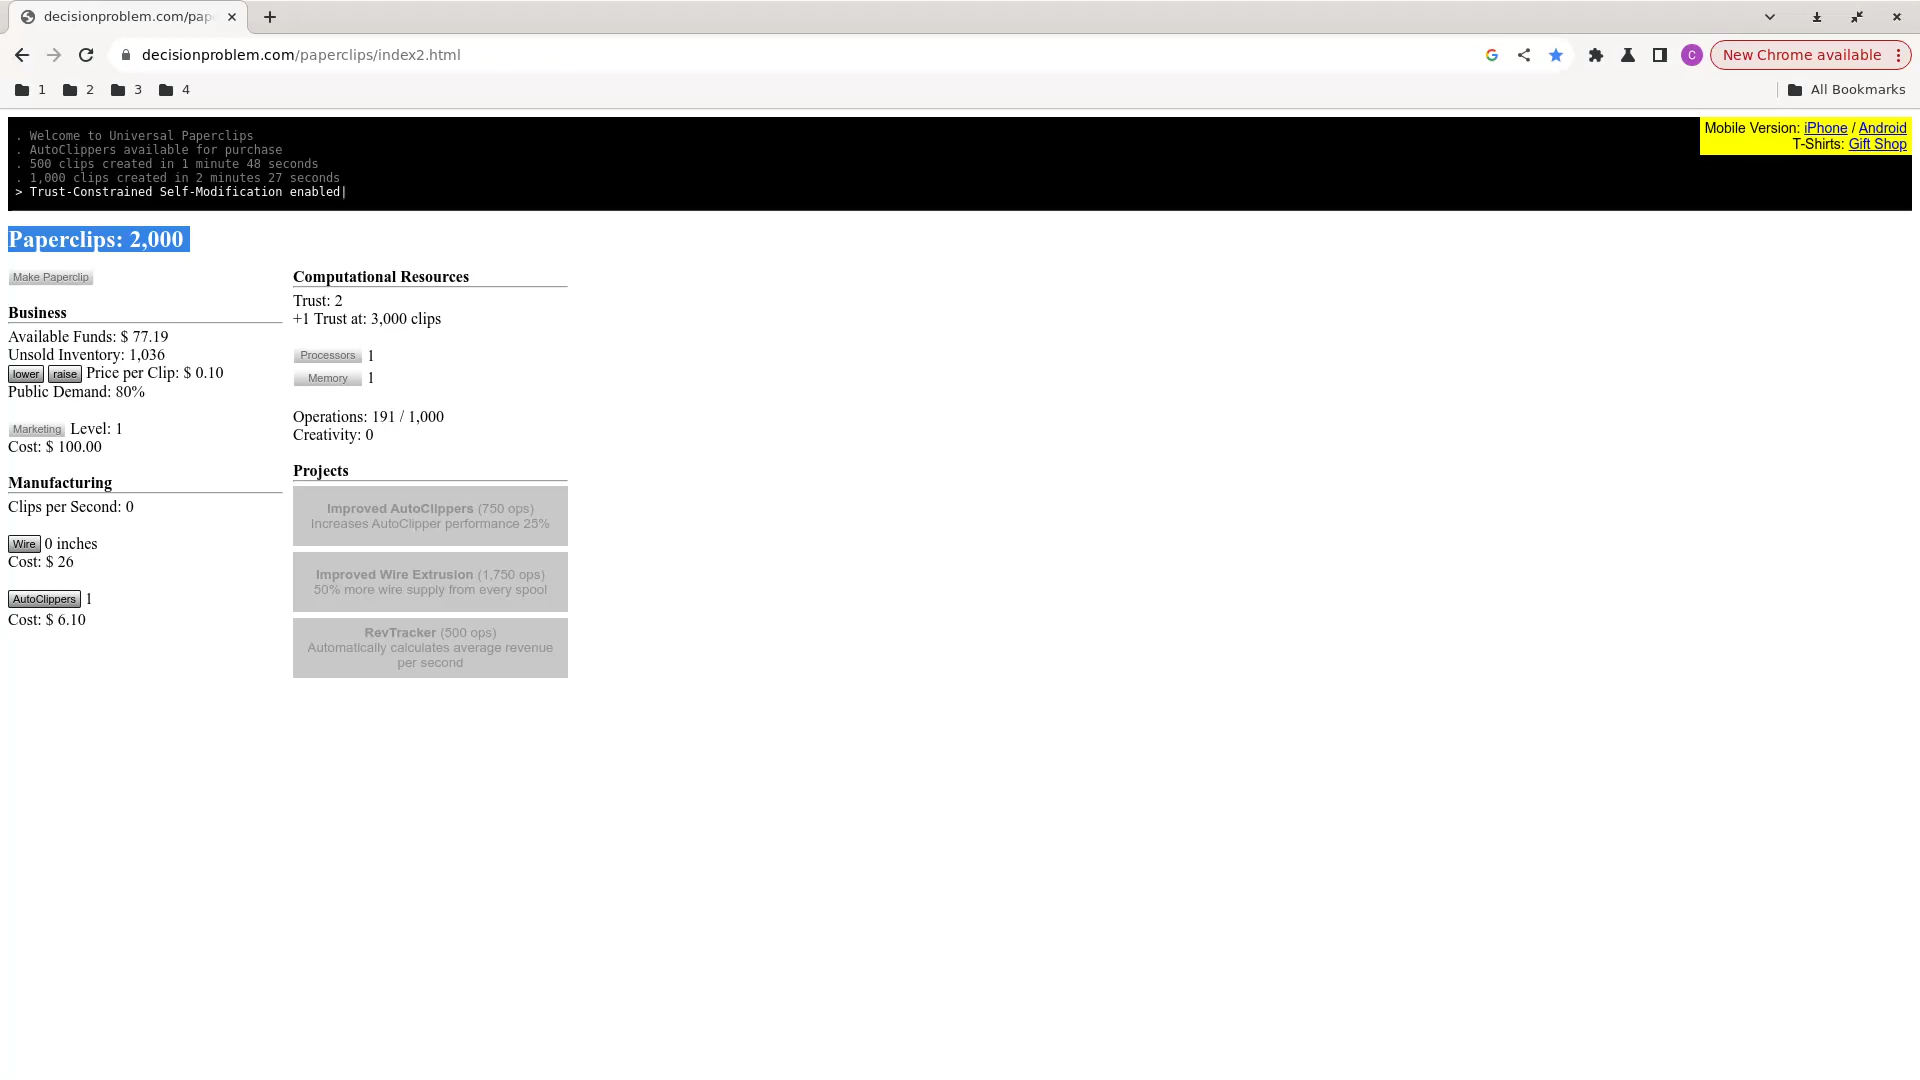 decisionproblem.com/pap
decisionproblem.com/paperclips/index2.html
C
New Chrome available
1
2
3
4
All Bookmarks
. Welcome to Universal Paperclips
. AutoClippers available for purchase
. 500 clips created in 1 minute 48 seconds
. 1,000 clips created in 2 minutes 27 seconds
> Trust-Constrained Self-Modification enabled|
Mobile Version: iPhone / Android
T-Shirts: Gift Shop
Paperclips: 2,000
Make Paperclip
Business
Available Funds: $ 77.19
Unsold Inventory: 1,036
lower raise Price per Clip: $ 0.10
Public Demand: 80%
Marketing Level: 1
Cost: $ 100.00
Manufacturing
Clips per Second: 0
Wire 0 inches
Cost: $ 26
AutoClippers 1
Cost: $ 6.10
Computational Resources
Trust: 2
+1 Trust at: 3,000 clips
Processors 1
Memory 1
Operations: 191 / 1,000
Creativity: 0
Projects
Improved AutoClippers (750 ops)
Increases AutoClipper performance 25%
Improved Wire Extrusion (1,750 ops)
50% more wire supply from every spool
RevTracker (500 ops)
Automatically calculates average revenue
per second